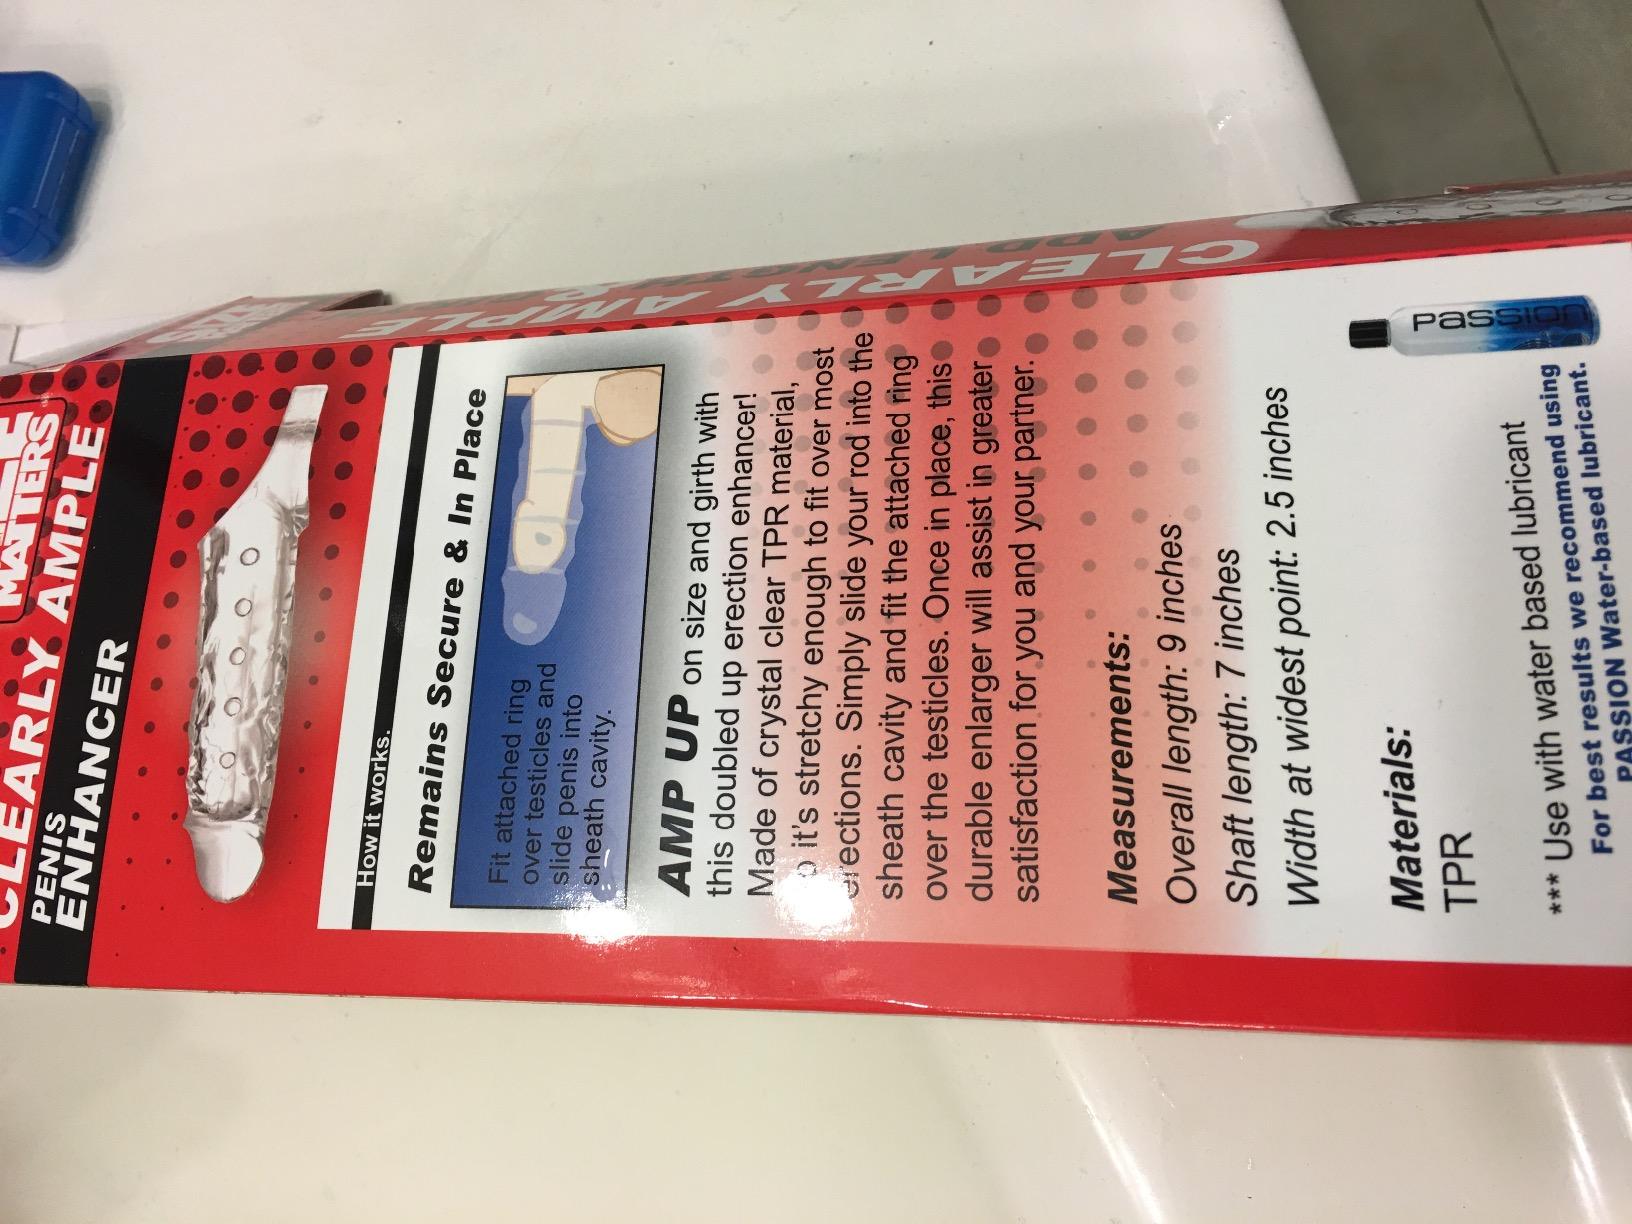 MATTERS
CLEARLY AMPLE
PENIS
ENHANCER
How it works.
Remains Secure & In Place
Fit attached ring
over testicles and
slide penis into
sheath cavity.
AMP UP on size and girth with
this doubled up erection enhancer!
Made of crystal clear TPR material,
so it's stretchy enough to fit over most
erections. Simply slide your rod into the
sheath cavity and fit the attached ring
over the testicles. Once in place, this
durable enlarger will assist in greater
satisfaction for you and your partner.
Measurements:
Overall length: 9 inches
Shaft length: 7 inches
Width at widest point: 2.5 inches
Materials:
TPR
*** Use with water based lubricant
For best results we recommend using
PASSION Water-based lubricant.
passion
CLEARLY AMPLE
ADD LENGTH &